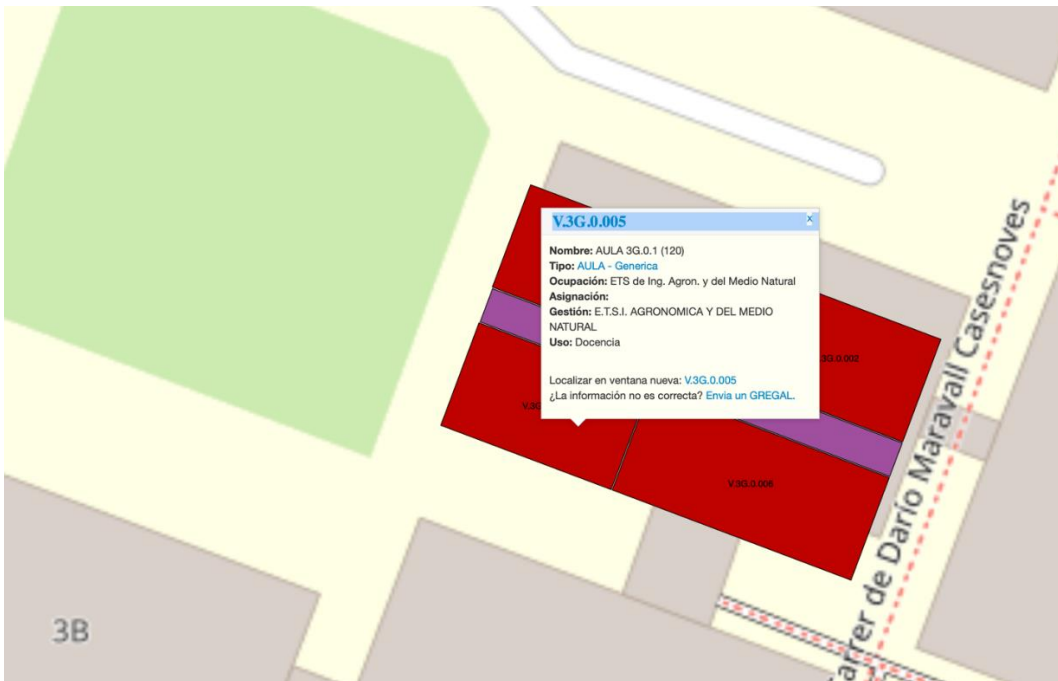 V.3G.0.005
x
Nombre: AULA 3G.0.1 (120)
Tipo: AULA - Generica
Ocupación: ETS de Ing. Agron. y del Medio Natural
Asignación:
Gestión: E.T.S.I. AGRONOMICA Y DEL MEDIO
NATURAL
Uso: Docencia
Localizar en ventana nueva: V.3G.0.005
¿La información no es correcta? Envia un GREGAL.
3G.0.002
V.3G
V.3G.0.006
Carrer de Darío Maravall Casesnoves
3B